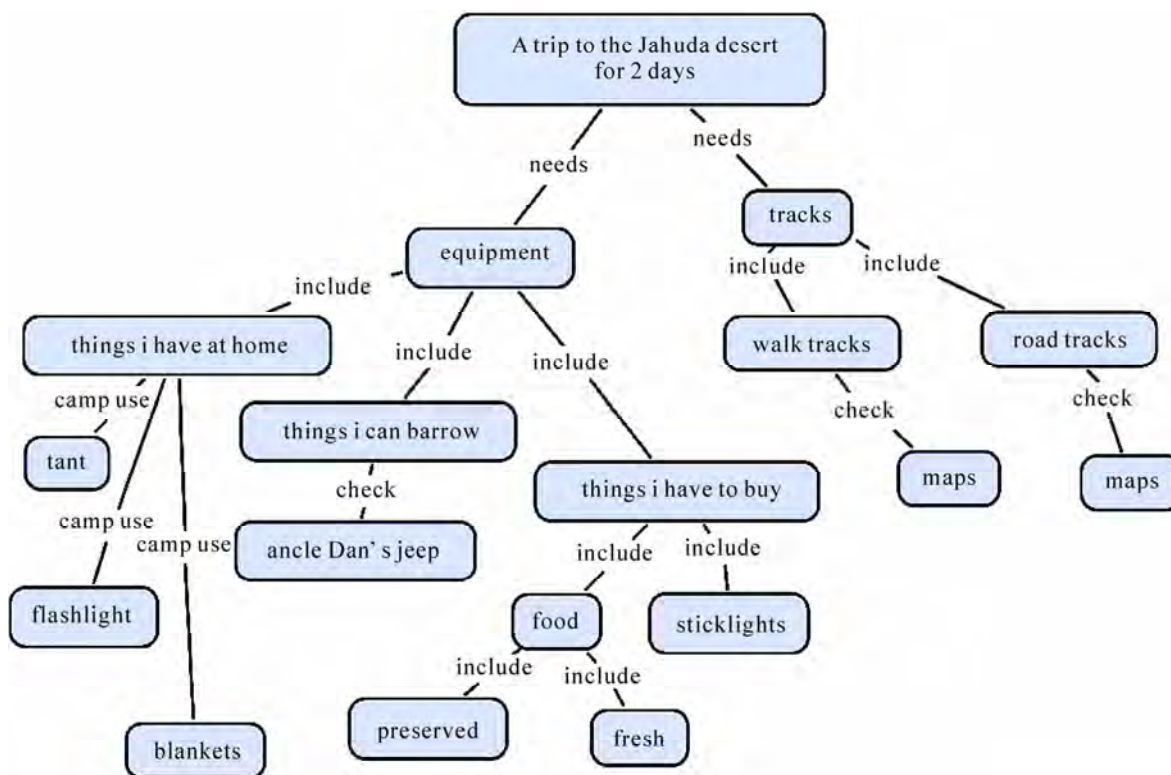 A trip to the Jahuda desert
for 2 days
needs
needs
tracks
equipment
include
include
include
things i have at home
include
include
walk tracks
road tracks
camp use
things i can barrow
check
check
tant
things i have to buy
maps
maps
check
camp use
camp use
ancle Dan's jeep
include
include
flashlight
food
sticklights
include
include
preserved
fresh
blankets